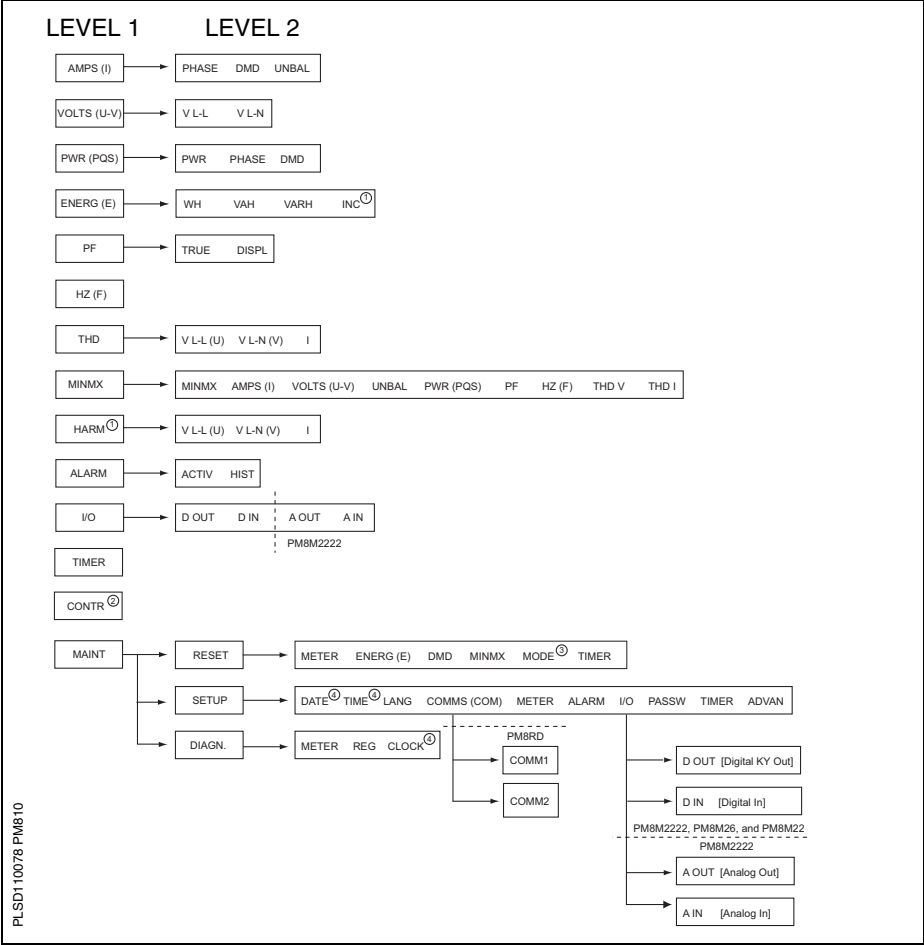 LEVEL 1 LEVEL 2
AMPS (I) PHASE DMD UNBAL
VOLTS (U-V) V L-L V L-N
PWR (PQS) PWR PHASE DMD
ENERG (E) WH VAH VARH INC①
PF TRUE DISPL
HZ (F)
THD V L-L (U) V L-N (V) I
MINMX MINMX AMPS (I) VOLTS (U-V) UNBAL PWR (PQS) PF HZ (F) THD V THD I
HARM① V L-L (U) V L-N (V) I
ALARM ACTIV HIST
I/O D OUT D IN A OUT A IN
PM8M2222
TIMER
CONTR②
MAINT RESET METER ENERG (E) DMD MINMX MODE③ TIMER
SETUP DATE④ TIME④ LANG COMMS (COM) METER ALARM I/O PASSW TIMER ADVAN
DIAGN. METER REG CLOCK④
PM8RD
COMM1
COMM2
D OUT [Digital KY Out]
D IN [Digital In]
PM8M2222, PM8M26, and PM8M22
PM8M2222
A OUT [Analog Out]
A IN [Analog In]
PLSD110078 PM810